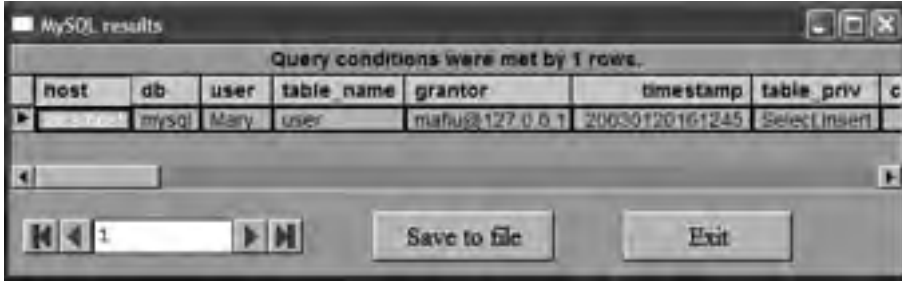 MySQL results
Query conditions were met by 1 rows.
host db user table_name grantor timestamp table_priv c
mysql Mary user mafiu@127.0.0.1 20030120161245 Select,Insert
1
Save to file Exit